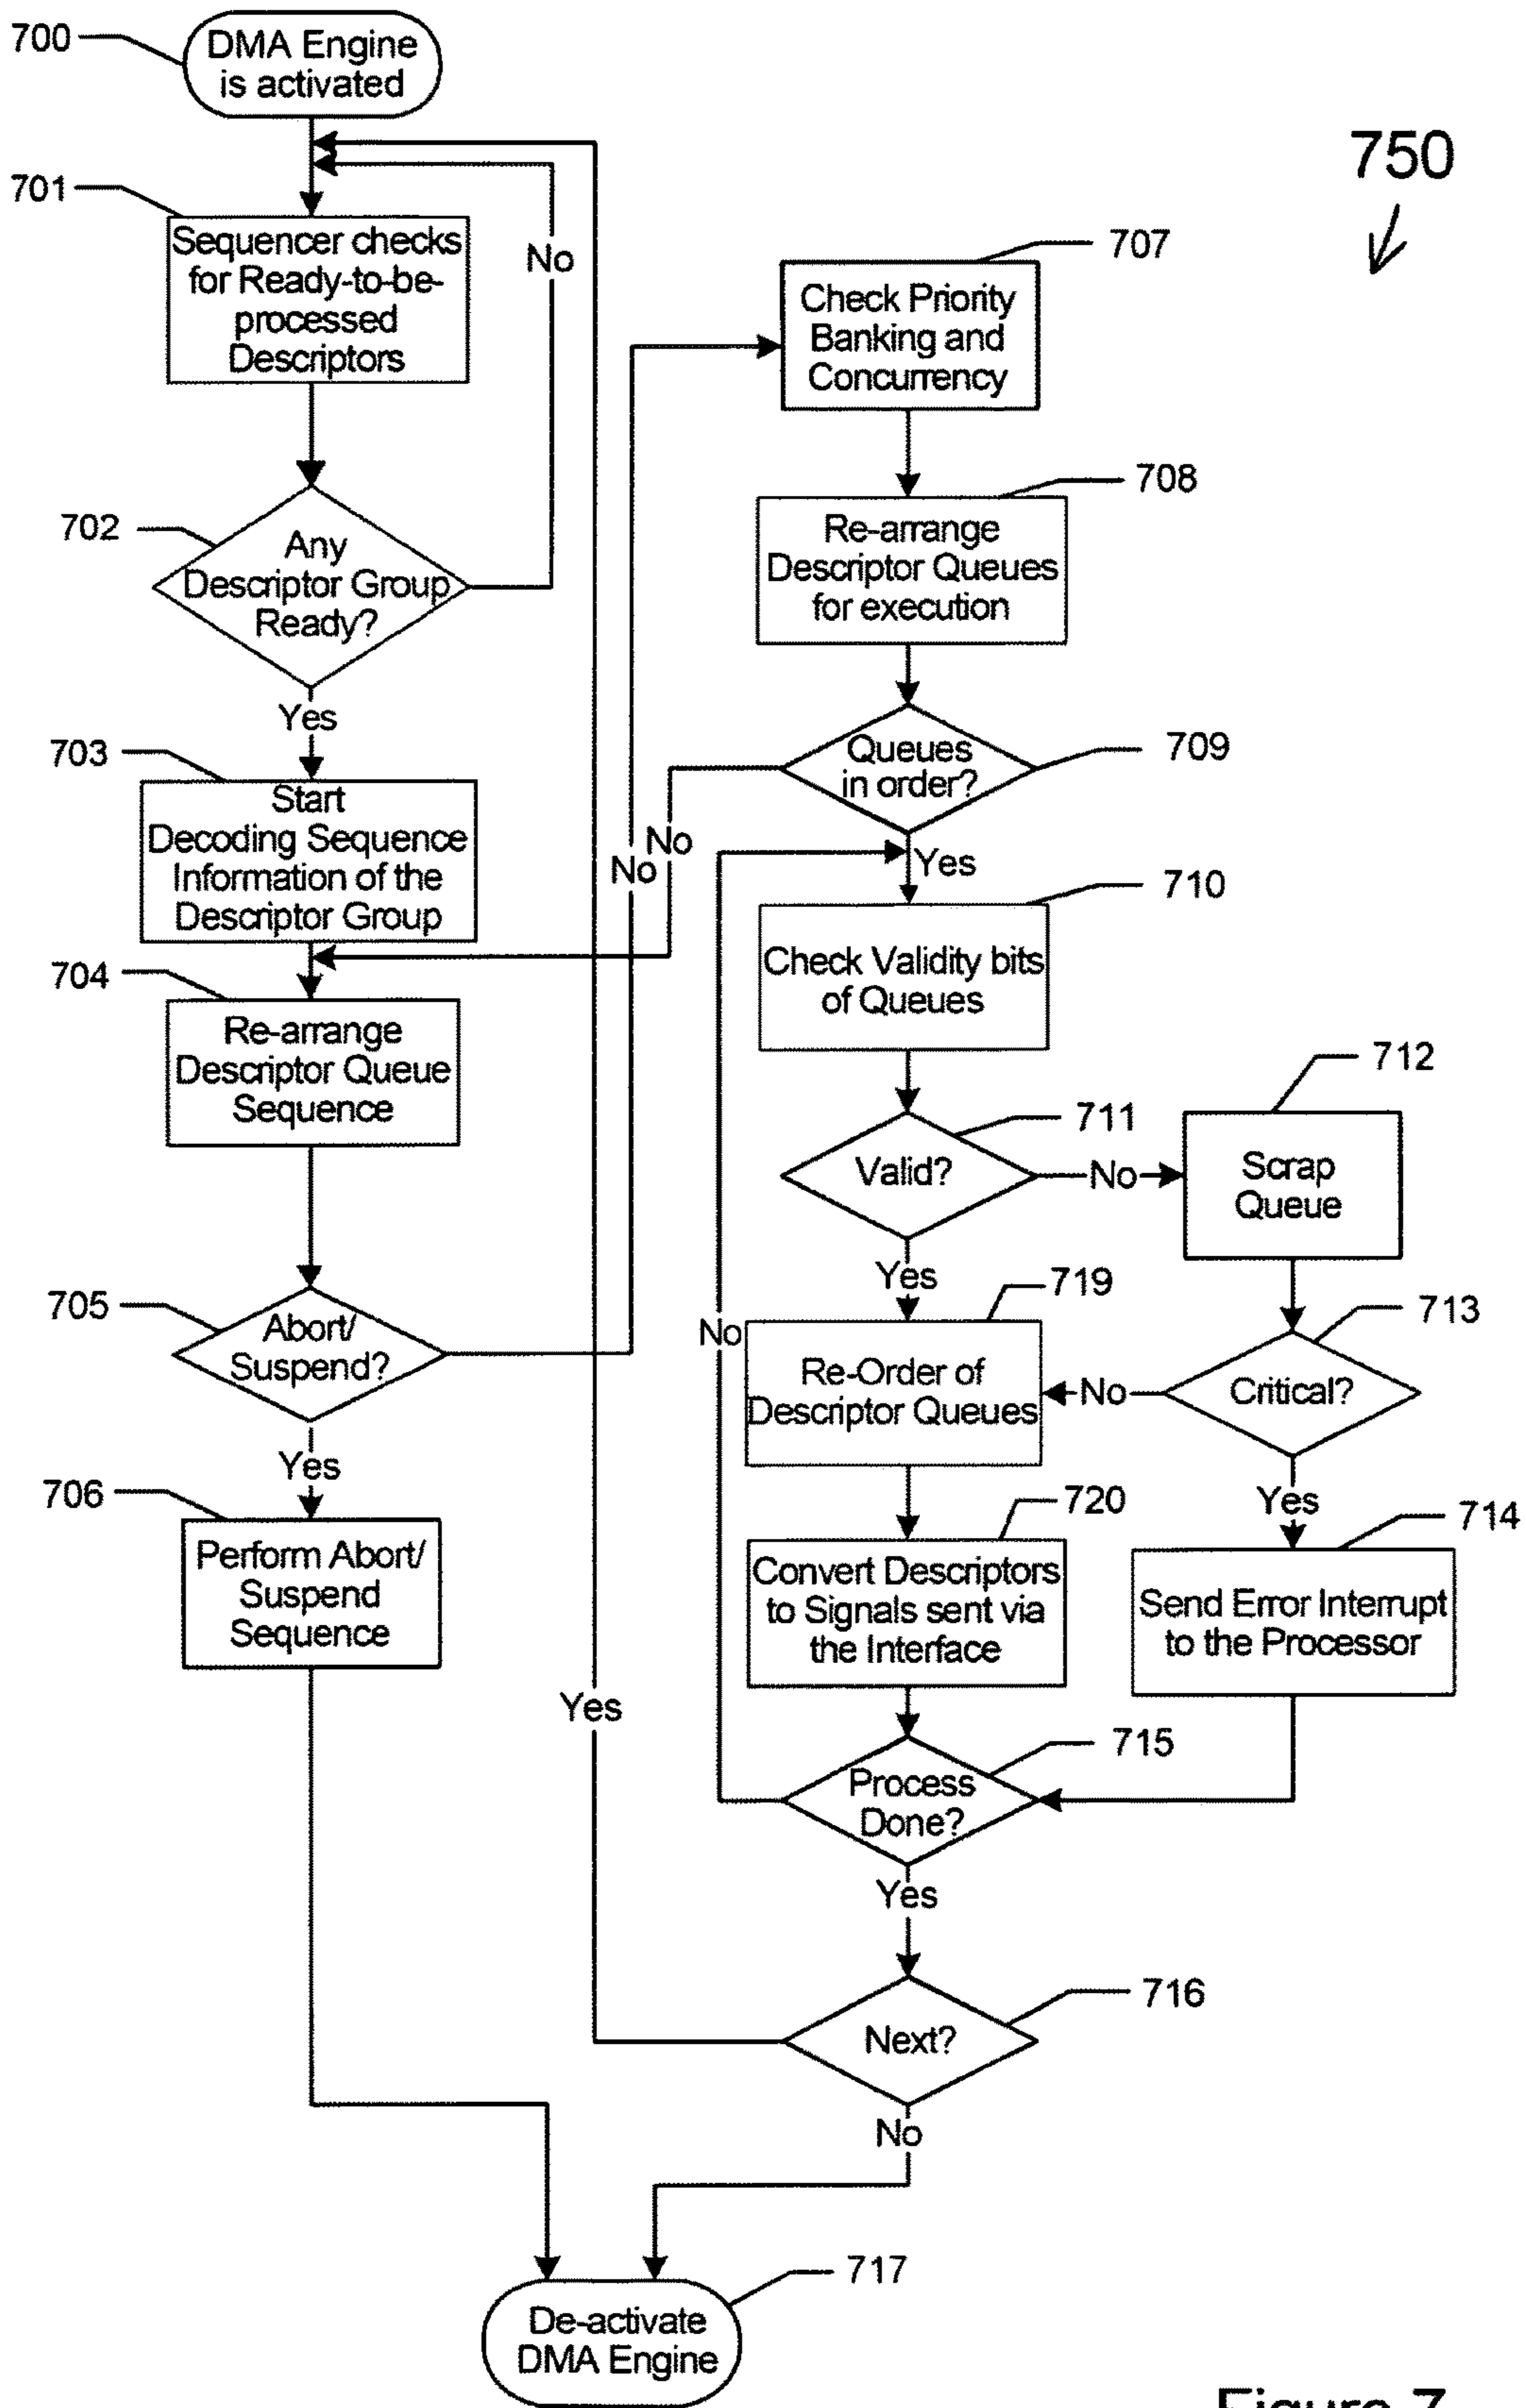 700
DMA Engine
is activated
750
701
Sequencer checks
for Ready-to-be-
processed
Descriptors
No
707
Check Priority
Banking and
Concurrency
702
Any
Descriptor Group
Ready?
Yes
708
Re-arrange
Descriptor Queues
for execution
703
Start
Decoding Sequence
Information of the
Descriptor Group
709
Queues
in order?
No
No
Yes
704
Re-arrange
Descriptor Queue
Sequence
710
Check Validity bits
of Queues
711
Valid?
No
Yes
712
Scrap
Queue
705
Abort/
Suspend?
Yes
No
719
Re-Order of
Descriptor Queues
No
713
Critical?
Yes
706
Perform Abort/
Suspend
Sequence
720
Convert Descriptors
to Signals sent via
the Interface
714
Send Error Interrupt
to the Processor
Yes
715
Process
Done?
Yes
716
Next?
No
717
De-activate
DMA Engine
Figure 7